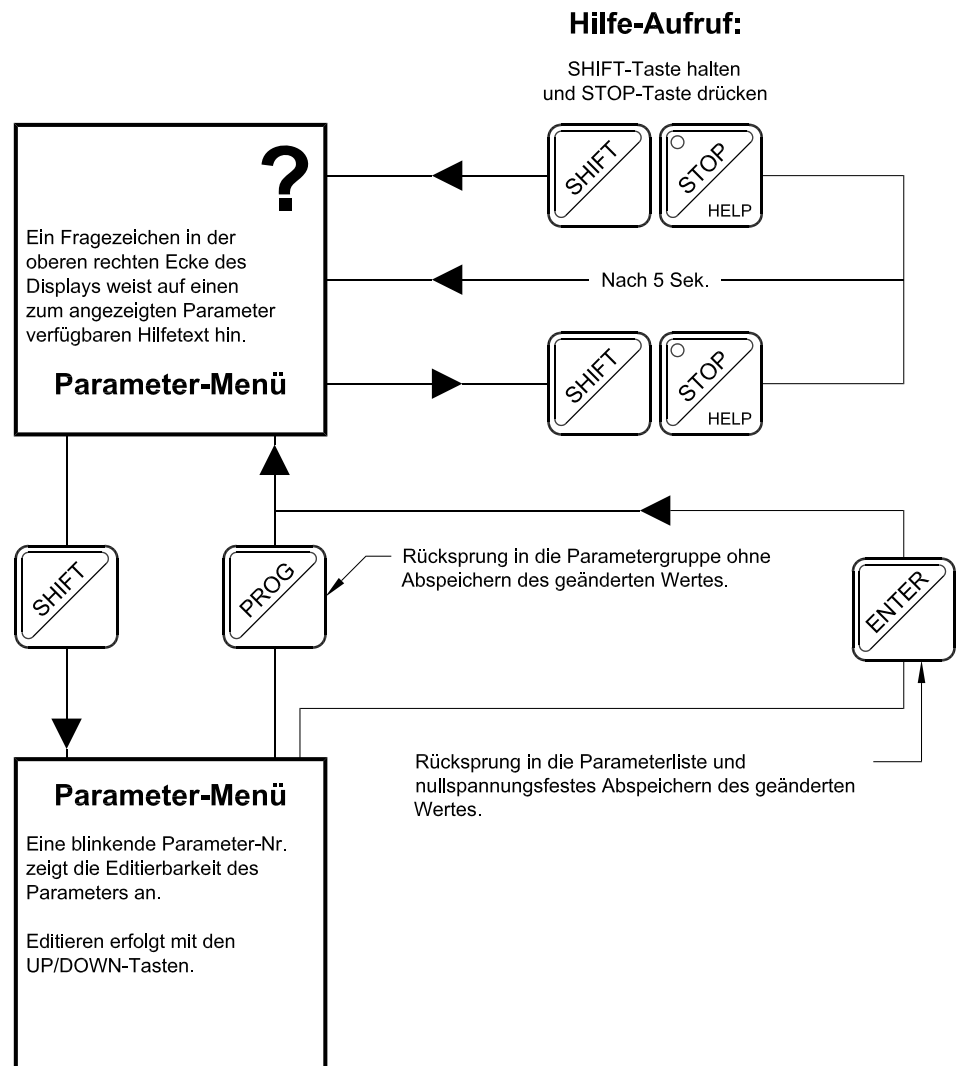 Hilfe-Aufruf:
SHIFT-Taste halten
und STOP-Taste drücken
?
SHIFT
STOP
HELP
Ein Fragezeichen in der
oberen rechten Ecke des
Displays weist auf einen
zum angezeigten Parameter
verfügbaren Hilfetext hin.
Nach 5 Sek.
Parameter-Menü
SHIFT
STOP
HELP
SHIFT
PROG
Rücksprung in die Parametergruppe ohne
Abspeichern des geänderten Wertes.
ENTER
Rücksprung in die Parameterliste und
nullspannungsfestes Abspeichern des geänderten
Wertes.
Parameter-Menü
Eine blinkende Parameter-Nr.
zeigt die Editierbarkeit des
Parameters an.
Editieren erfolgt mit den
UP/DOWN-Tasten.